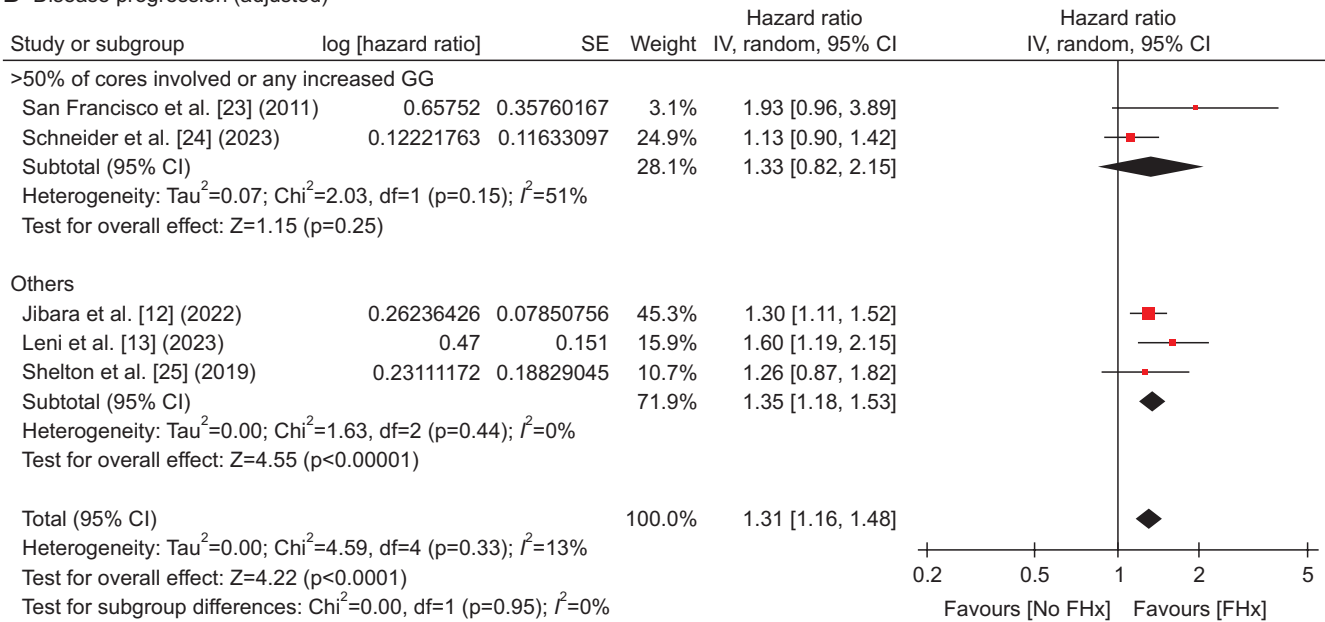 B Disease progression (adjusted)
Hazard ratio Hazard ratio
Study or subgroup log [hazard ratio] SE Weight IV, random, 95% CI IV, random, 95% CI
>50% of cores involved or any increased GG
San Francisco et al. [23] (2011) 0.65752 0.35760167 3.1% 1.93 [0.96, 3.89]
Schneider et al. [24] (2023) 0.12221763 0.11633097 24.9% 1.13 [0.90, 1.42]
Subtotal (95% CI) 28.1% 1.33 [0.82, 2.15]
Heterogeneity: Tau²=0.07; Chi²=2.03, df=1 (p=0.15); I²=51%
Test for overall effect: Z=1.15 (p=0.25)
Others
Jibara et al. [12] (2022) 0.26236426 0.07850756 45.3% 1.30 [1.11, 1.52]
Leni et al. [13] (2023) 0.47 0.151 15.9% 1.60 [1.19, 2.15]
Shelton et al. [25] (2019) 0.23111172 0.18829045 10.7% 1.26 [0.87, 1.82]
Subtotal (95% CI) 71.9% 1.35 [1.18, 1.53]
Heterogeneity: Tau²=0.00; Chi²=1.63, df=2 (p=0.44); I²=0%
Test for overall effect: Z=4.55 (p<0.00001)
Total (95% CI) 100.0% 1.31 [1.16, 1.48]
Heterogeneity: Tau²=0.00; Chi²=4.59, df=4 (p=0.33); I²=13%
Test for overall effect: Z=4.22 (p<0.0001)
Test for subgroup differences: Chi²=0.00, df=1 (p=0.95); I²=0%
0.2 0.5 1 2 5
Favours [No FHx] Favours [FHx]